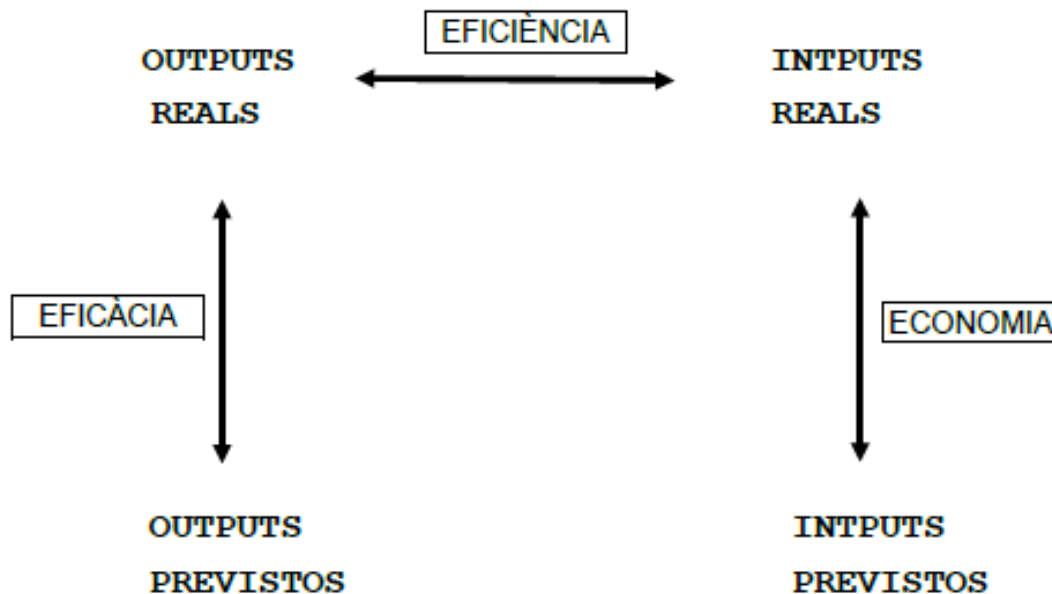 EFICIÈNCIA
OUTPUTS
REALS
INTPUTS
REALS
EFICÀCIA
ECONOMIA
OUTPUTS
PREVISTOS
INTPUTS
PREVISTOS